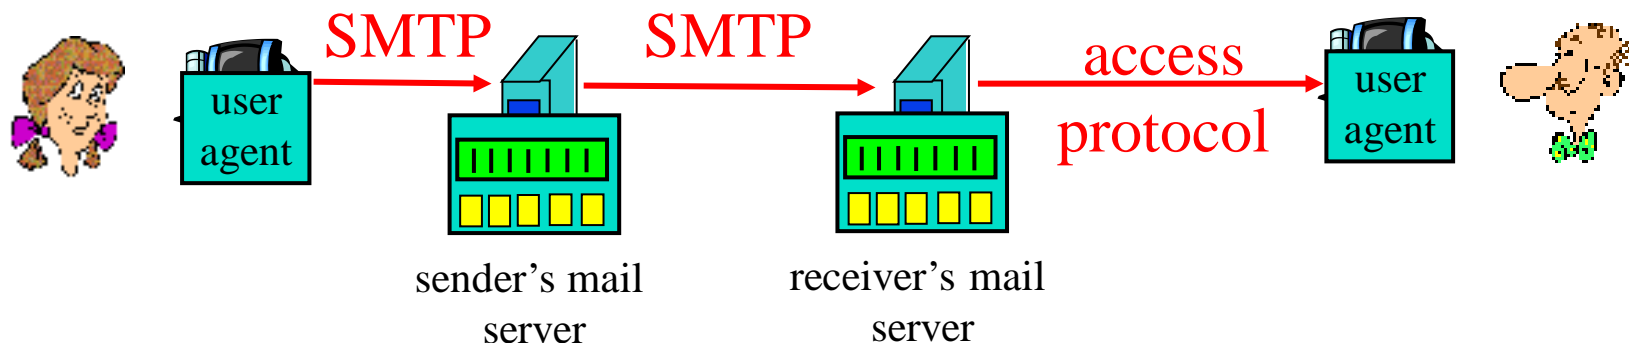 SMTP
SMTP
access
protocol
user
agent
user
agent
sender’s mail
server
receiver’s mail
server